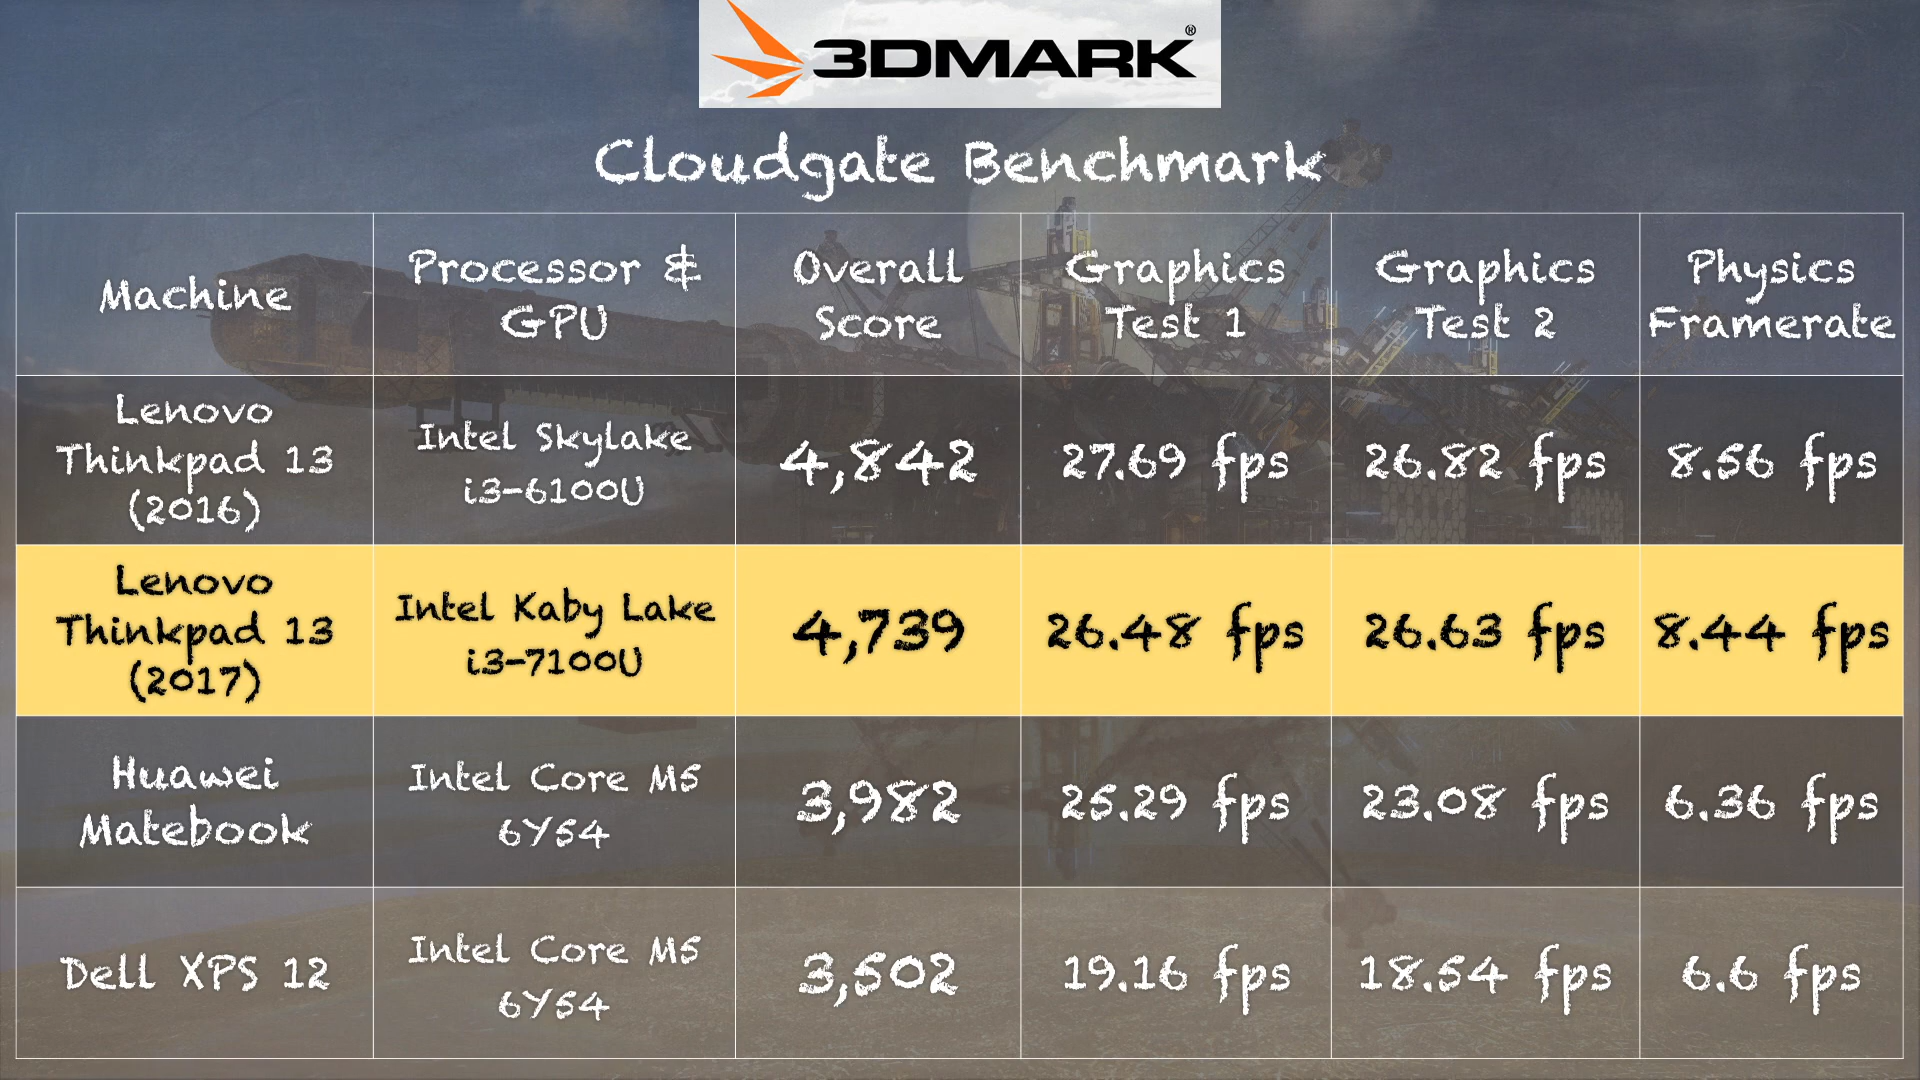 3DMARK®
Cloudgate Benchmark
Machine
Processor &
GPU
Overall
Score
Graphics
Test 1
Graphics
Test 2
Physics
Framerate
Lenovo
Thinkpad 13
(2016)
Intel Skylake
i3-6100U
4,842
27.69 fps
26.82 fps
8.56 fps
Lenovo
Thinkpad 13
(2017)
Intel Kaby Lake
i3-7100U
4,739
26.48 fps
26.63 fps
8.44 fps
Huawei
Matebook
Intel Core M5
6Y54
3,982
25.29 fps
23.08 fps
6.36 fps
Dell XPS 12
Intel Core M5
6Y54
3,502
19.16 fps
18.54 fps
6.6 fps